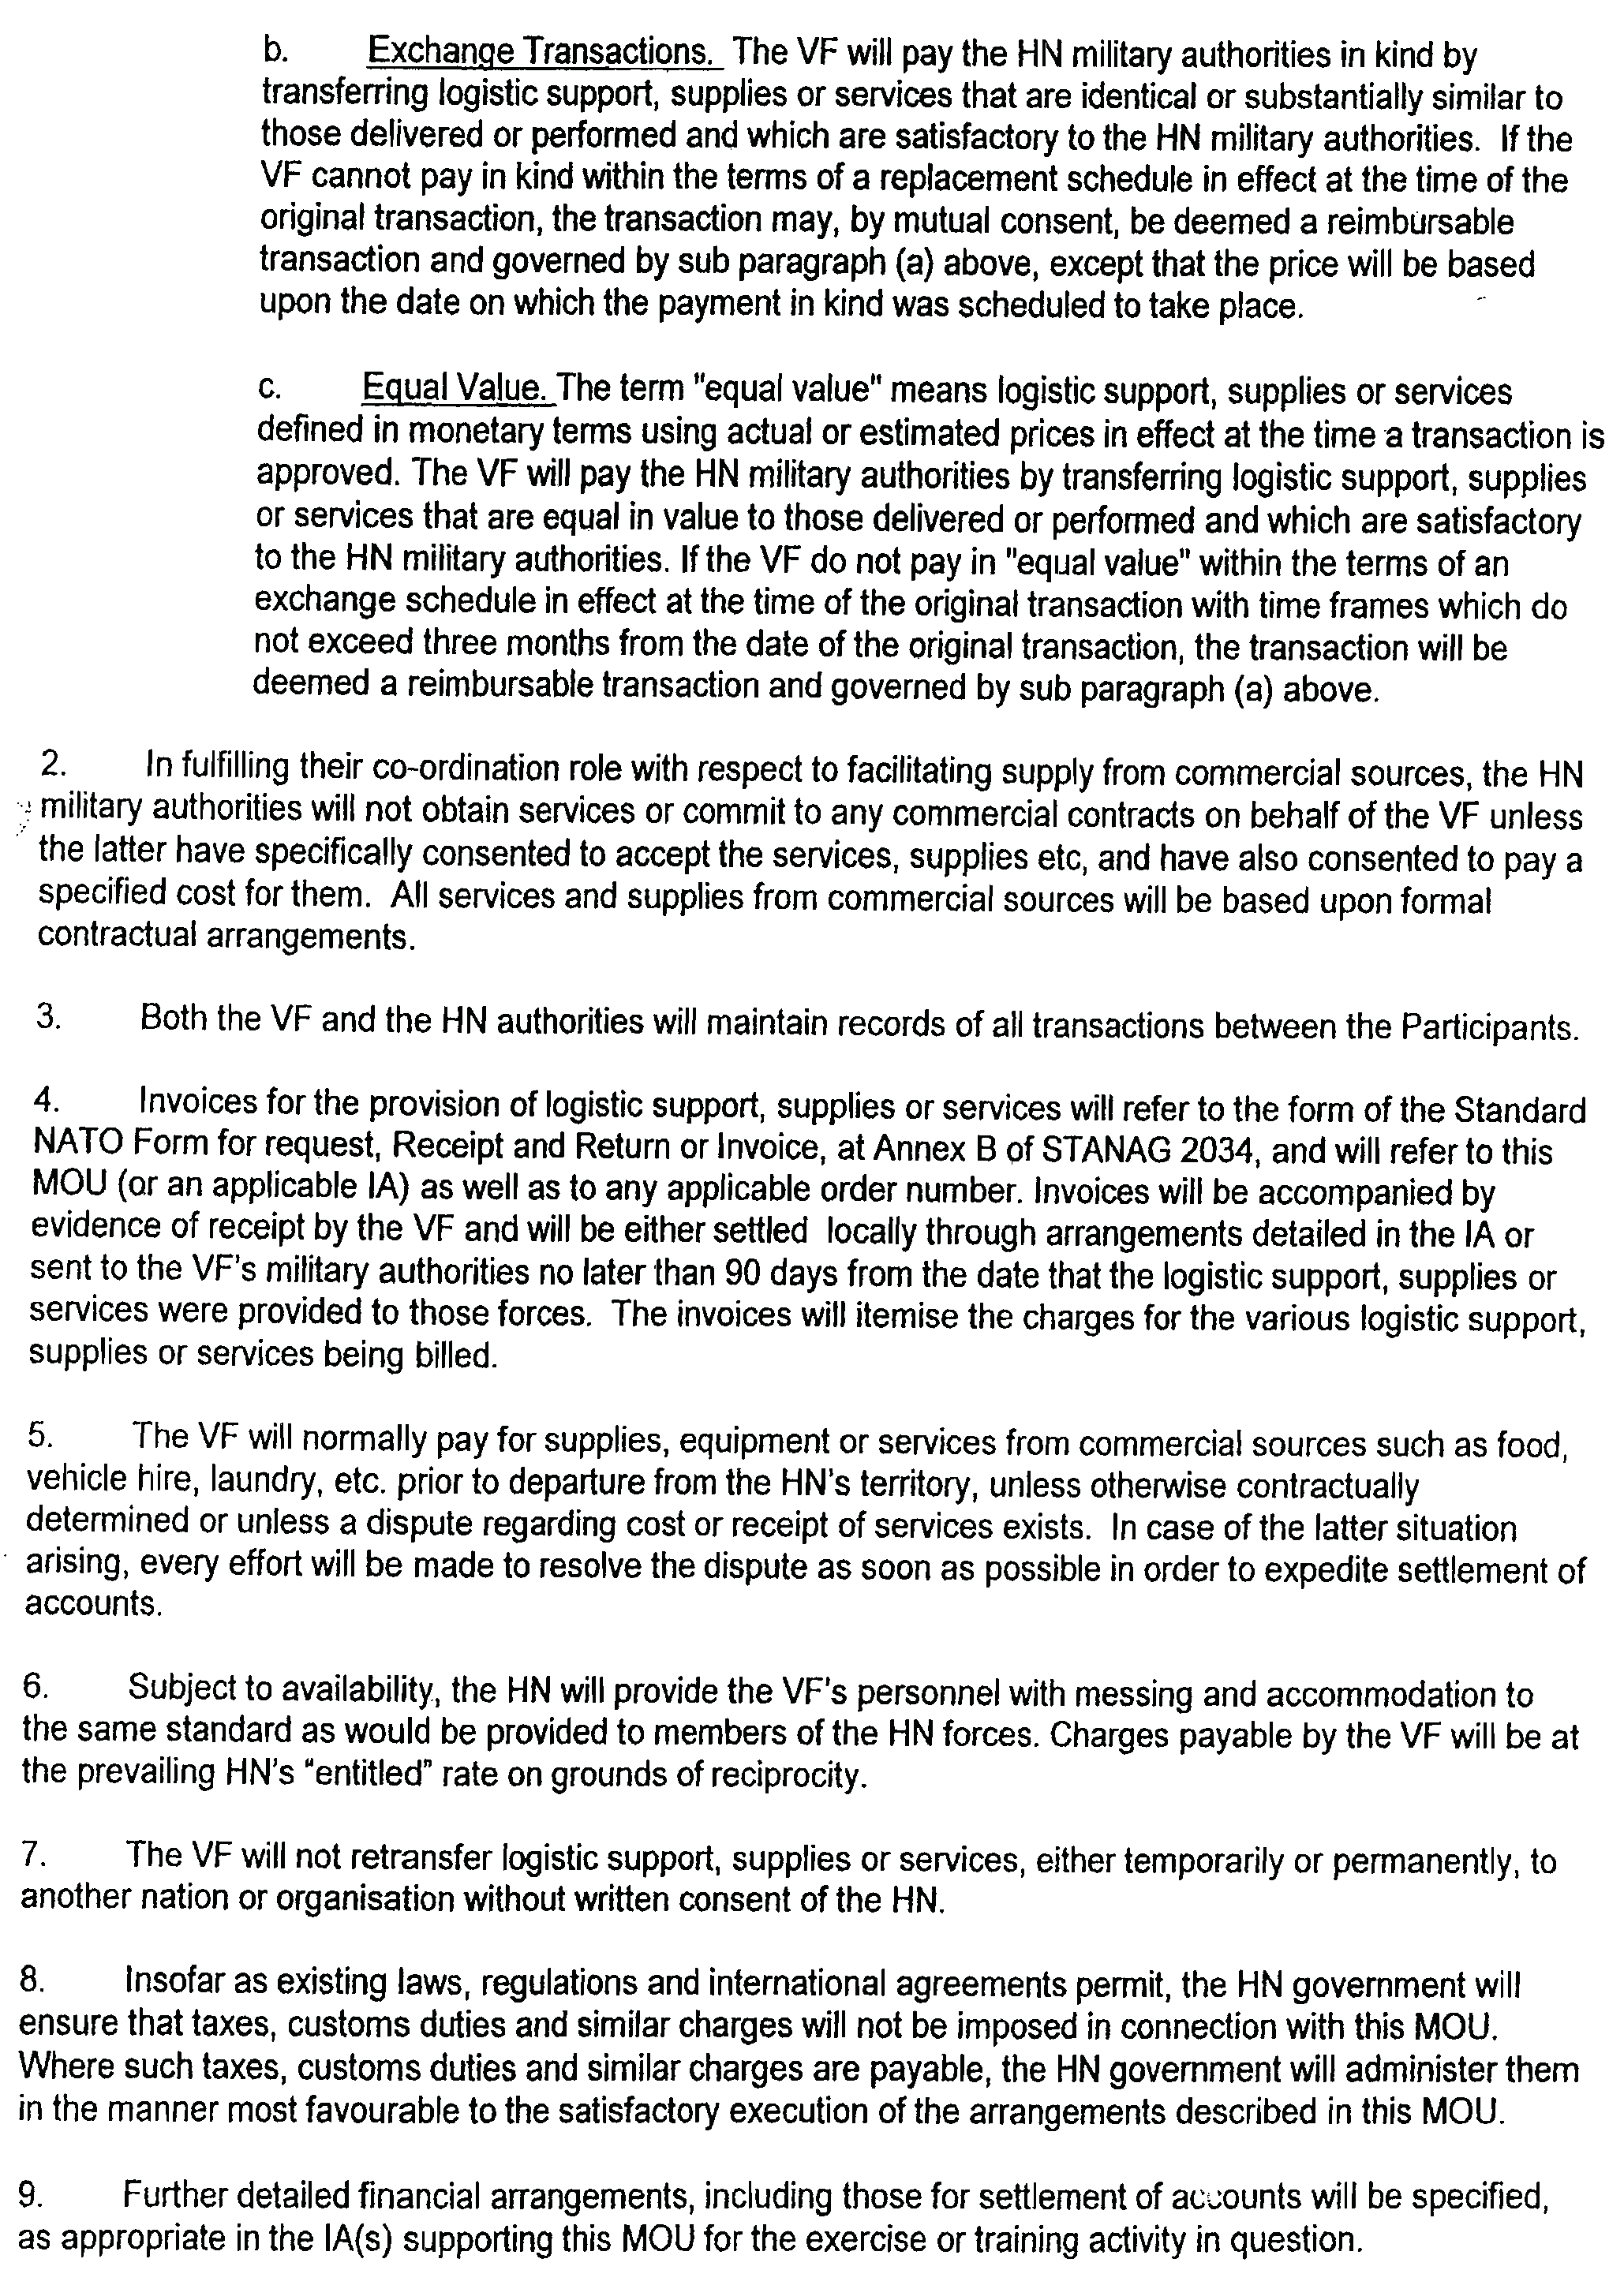 b. Exchange Transactions. The VF will pay the HN military authorities in kind by
transferring logistic support, supplies or services that are identical or substantially similar to
those delivered or performed and which are satisfactory to the HN military authorities. If the
VF cannot pay in kind within the terms of a replacement schedule in effect at the time of the
original transaction, the transaction may, by mutual consent, be deemed a reimbursable
transaction and governed by sub paragraph (a) above, except that the price will be based
upon the date on which the payment in kind was scheduled to take place.
c. Equal Value. The term "equal value" means logistic support, supplies or services
defined in monetary terms using actual or estimated prices in effect at the time a transaction is
approved. The VF will pay the HN military authorities by transferring logistic support, supplies
or services that are equal in value to those delivered or performed and which are satisfactory
to the HN military authorities. If the VF do not pay in "equal value" within the terms of an
exchange schedule in effect at the time of the original transaction with time frames which do
not exceed three months from the date of the original transaction, the transaction will be
deemed a reimbursable transaction and governed by sub paragraph (a) above.
2. In fulfilling their co-ordination role with respect to facilitating supply from commercial sources, the HN
military authorities will not obtain services or commit to any commercial contracts on behalf of the VF unless
the latter have specifically consented to accept the services, supplies etc, and have also consented to pay a
specified cost for them. All services and supplies from commercial sources will be based upon formal
contractual arrangements.
3. Both the VF and the HN authorities will maintain records of all transactions between the Participants.
4. Invoices for the provision of logistic support, supplies or services will refer to the form of the Standard
NATO Form for request, Receipt and Return or Invoice, at Annex B of STANAG 2034, and will refer to this
MOU (or an applicable IA) as well as to any applicable order number. Invoices will be accompanied by
evidence of receipt by the VF and will be either settled locally through arrangements detailed in the IA or
sent to the VF's military authorities no later than 90 days from the date that the logistic support, supplies or
services were provided to those forces. The invoices will itemise the charges for the various logistic support,
supplies or services being billed.
5. The VF will normally pay for supplies, equipment or services from commercial sources such as food,
vehicle hire, laundry, etc. prior to departure from the HN's territory, unless otherwise contractually
determined or unless a dispute regarding cost or receipt of services exists. In case of the latter situation
arising, every effort will be made to resolve the dispute as soon as possible in order to expedite settlement of
accounts.
6. Subject to availability, the HN will provide the VF's personnel with messing and accommodation to
the same standard as would be provided to members of the HN forces. Charges payable by the VF will be at
the prevailing HN's "entitled" rate on grounds of reciprocity.
7. The VF will not retransfer logistic support, supplies or services, either temporarily or permanently, to
another nation or organisation without written consent of the HN.
8. Insofar as existing laws, regulations and international agreements permit, the HN government will
ensure that taxes, customs duties and similar charges will not be imposed in connection with this MOU.
Where such taxes, customs duties and similar charges are payable, the HN government will administer them
in the manner most favourable to the satisfactory execution of the arrangements described in this MOU.
9. Further detailed financial arrangements, including those for settlement of accounts will be specified,
as appropriate in the IA(s) supporting this MOU for the exercise or training activity in question.